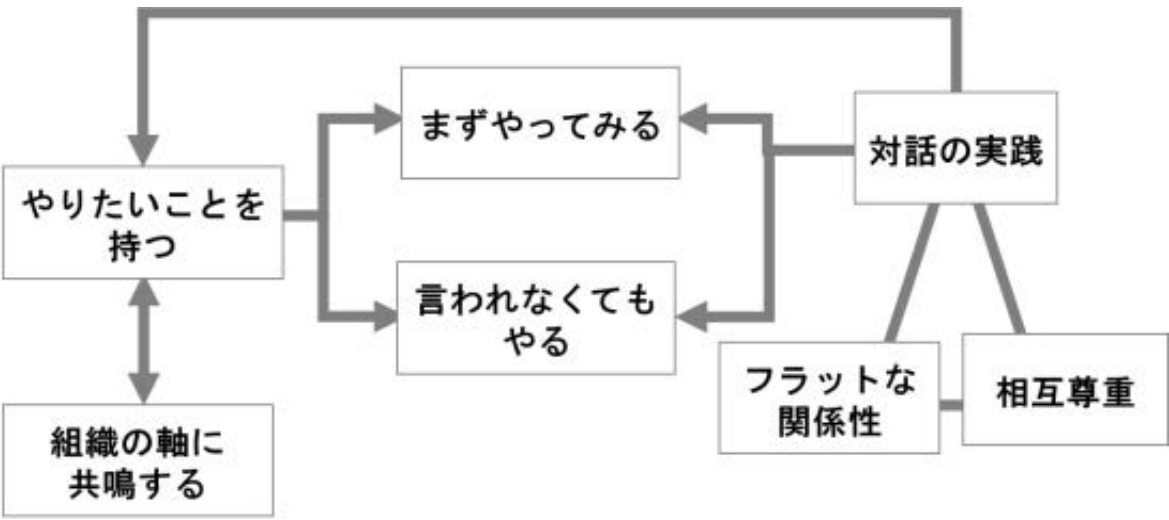 まずやってみる
対話の実践
やりたいことを
持つ
言われなくても
やる
フラットな
関係性
相互尊重
組織の軸に
共鳴する